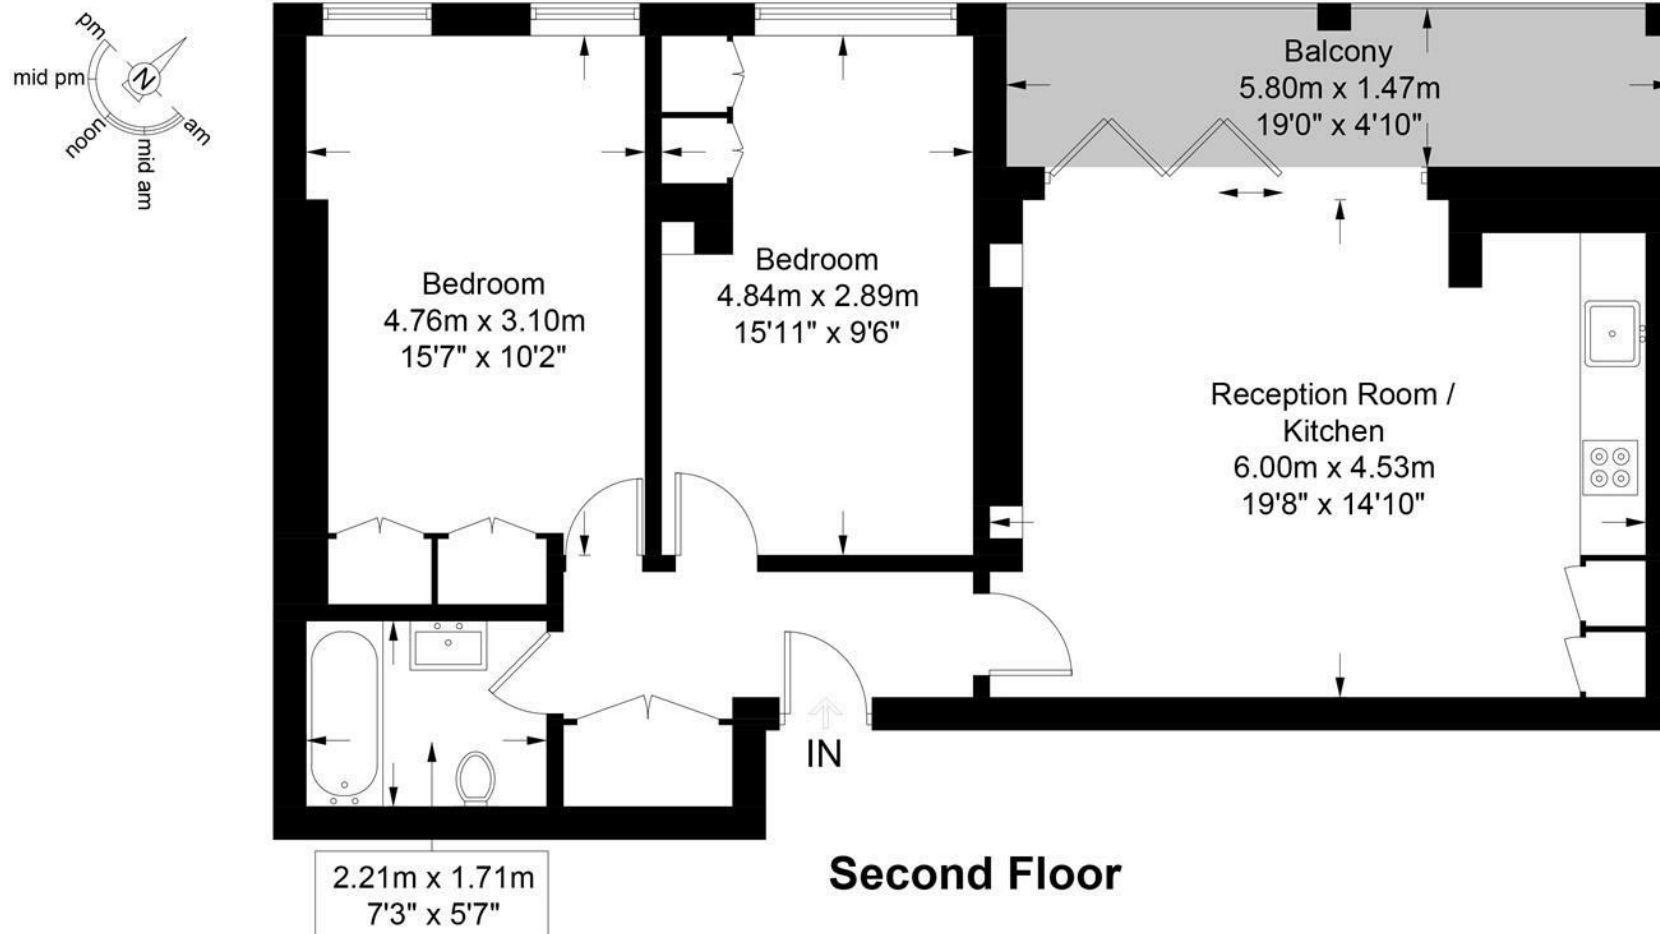 pm
mid pm
N
noon
mid am
am
Balcony
5.80m x 1.47m
19'0" x 4'10"
Bedroom
4.76m x 3.10m
15'7" x 10'2"
Bedroom
4.84m x 2.89m
15'11" x 9'6"
Reception Room /
Kitchen
6.00m x 4.53m
19'8" x 14'10"
IN
2.21m x 1.71m
7'3" x 5'7"
Second Floor